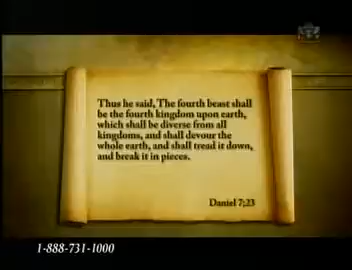 Thus he said, The fourth beast shall
be the fourth kingdom upon earth,
which shall be diverse from all
kingdoms, and shall devour the
whole earth, and shall tread it down,
and break it in pieces.
Daniel 7;23
1-888-731-1000